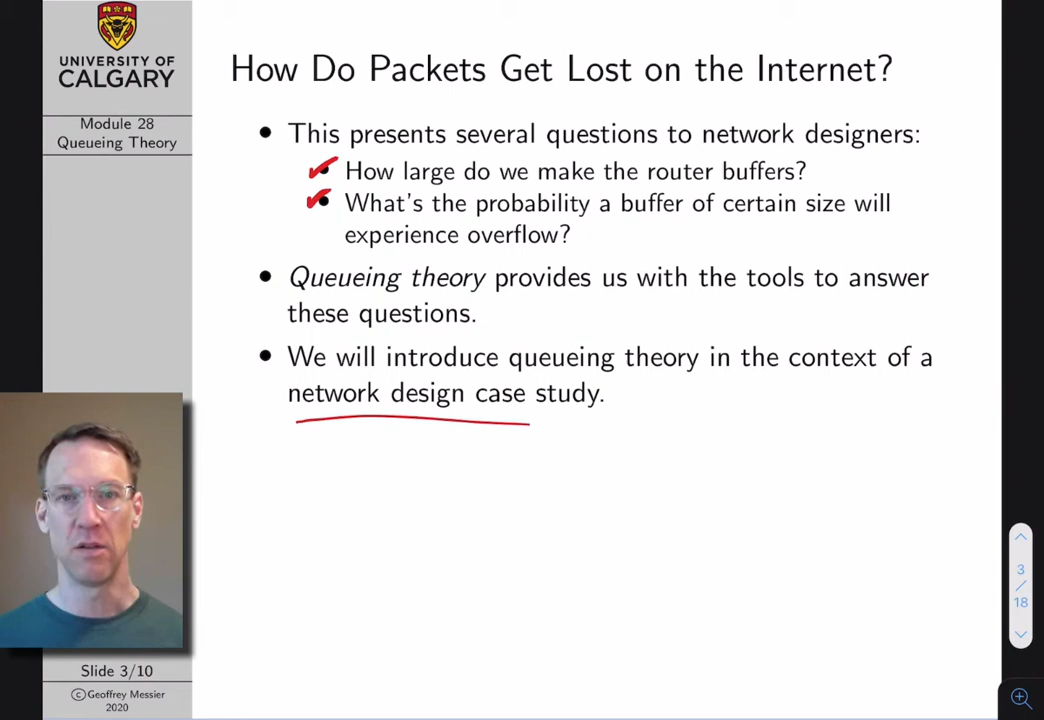 UNIVERSITY OF
CALGARY
Module 28
Queueing Theory
How Do Packets Get Lost on the Internet?
• This presents several questions to network designers:
• How large do we make the router buffers?
• What's the probability a buffer of certain size will
experience overflow?
• Queueing theory provides us with the tools to answer
these questions.
• We will introduce queueing theory in the context of a
network design case study.
3
/
18
Slide 3/10
©Geoffrey Messier
2020